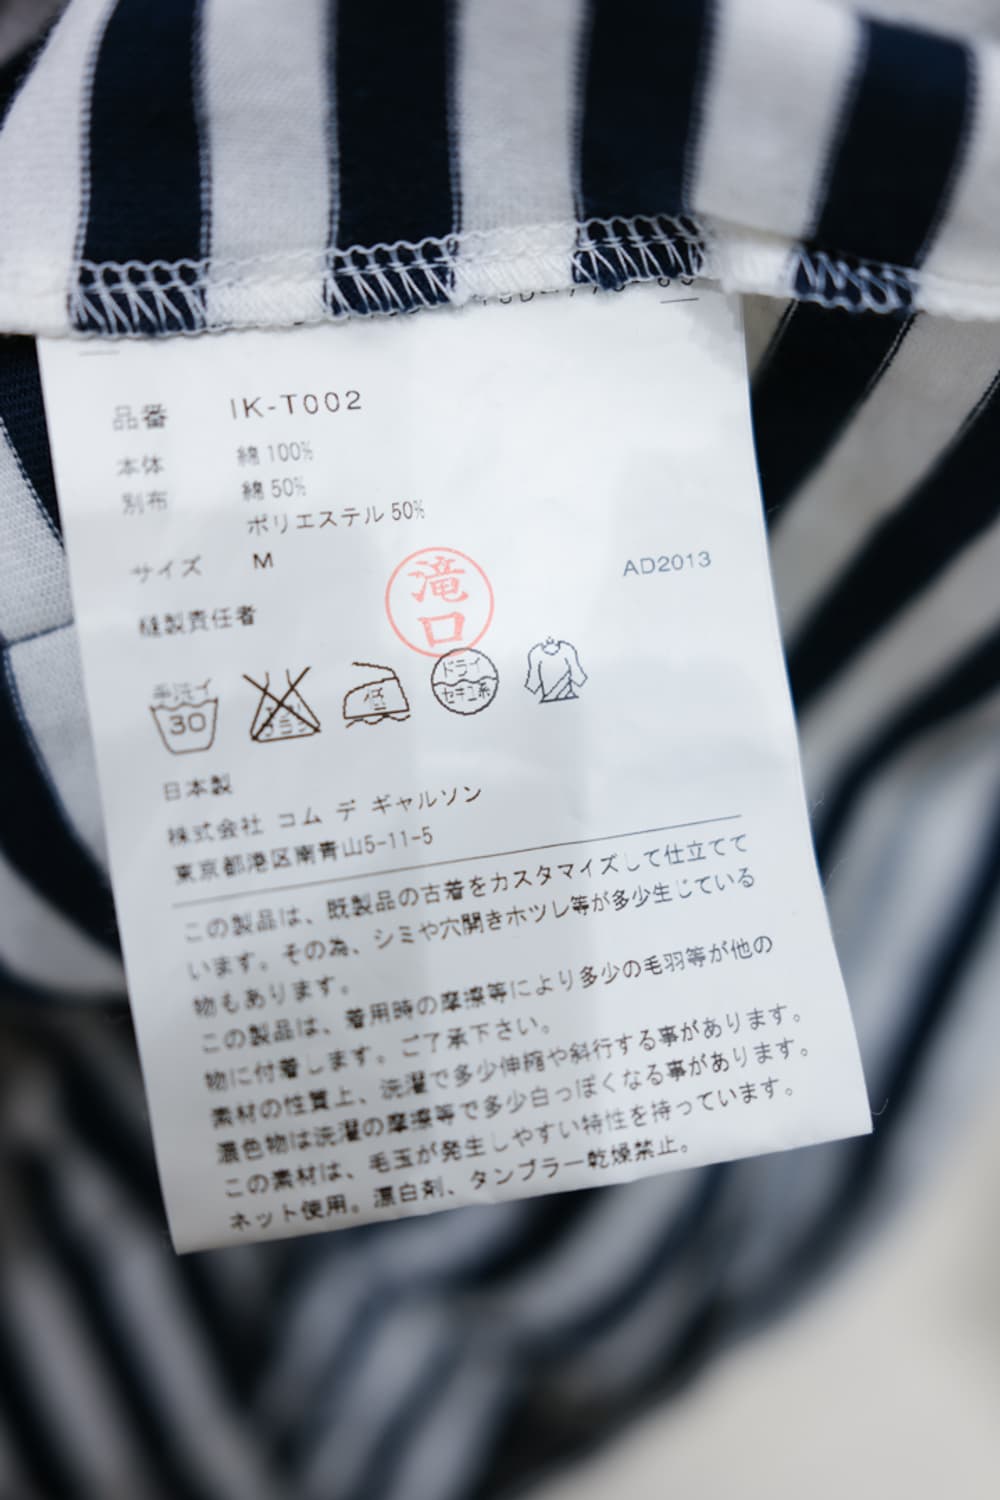 品番 IK-T002
本体 綿 100%
別布 綿 50%
ポリエステル 50%
サイズ M
AD2013
縫製責任者
滝口
手洗イ
30
エンソサラシ
低
ドライ
セキユ系
日本製
株式会社 コム デ ギャルソン
東京都港区南青山5-11-5
この製品は、既製品の古着をカスタマイズして仕立てて
います。その為、シミや穴開きホツレ等が多少生じている
物もあります。
この製品は、着用時の摩擦等により多少の毛羽等が他の
物に付着します。ご了承下さい。
素材の性質上、洗濯で多少伸縮や斜行する事があります。
濃色物は洗濯の摩擦等で多少白っぽくなる事があります。
この素材は、毛玉が発生しやすい特性を持っています。
ネット使用。漂白剤、タンブラー乾燥禁止。